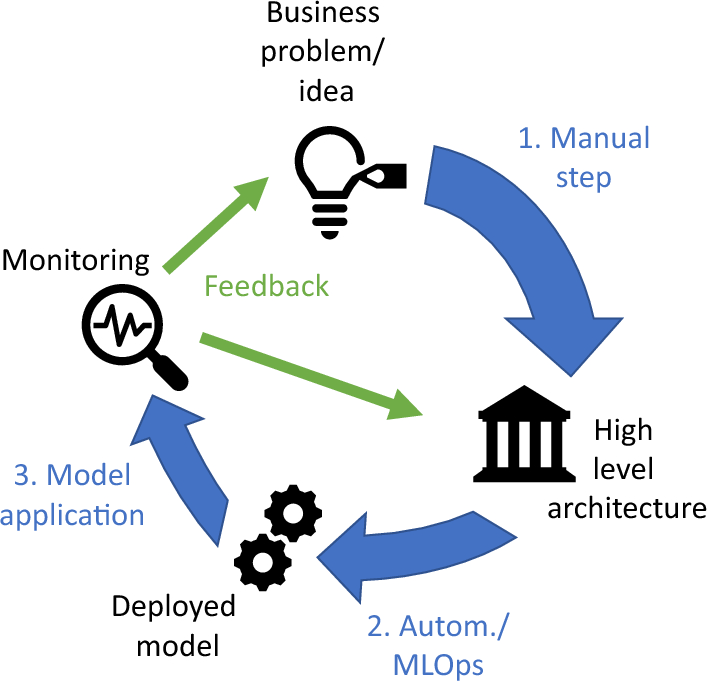 Business
problem/
idea
1. Manual
step
Monitoring
Feedback
High
level
architecture
3. Model
application
Deployed
model
2. Autom./
MLOps